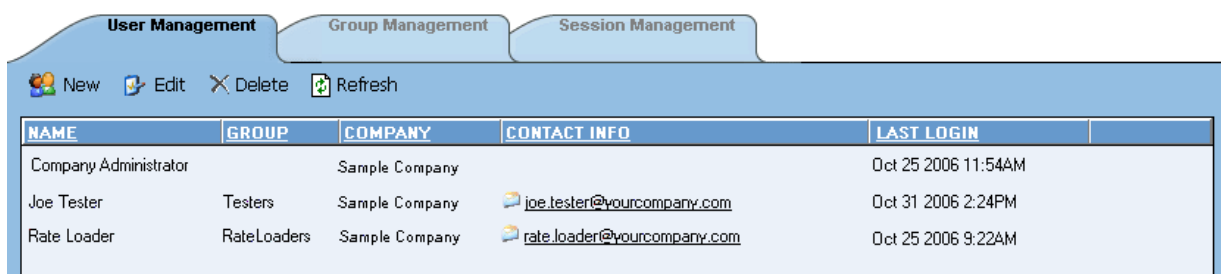 User Management Group Management Session Management
New Edit Delete Refresh
NAME GROUP COMPANY CONTACT INFO LAST LOGIN
Company Administrator Sample Company Oct 25 2006 11:54AM
Joe Tester Testers Sample Company joe.tester@yourcompany.com Oct 31 2006 2:24PM
Rate Loader RateLoaders Sample Company rate.loader@yourcompany.com Oct 25 2006 9:22AM